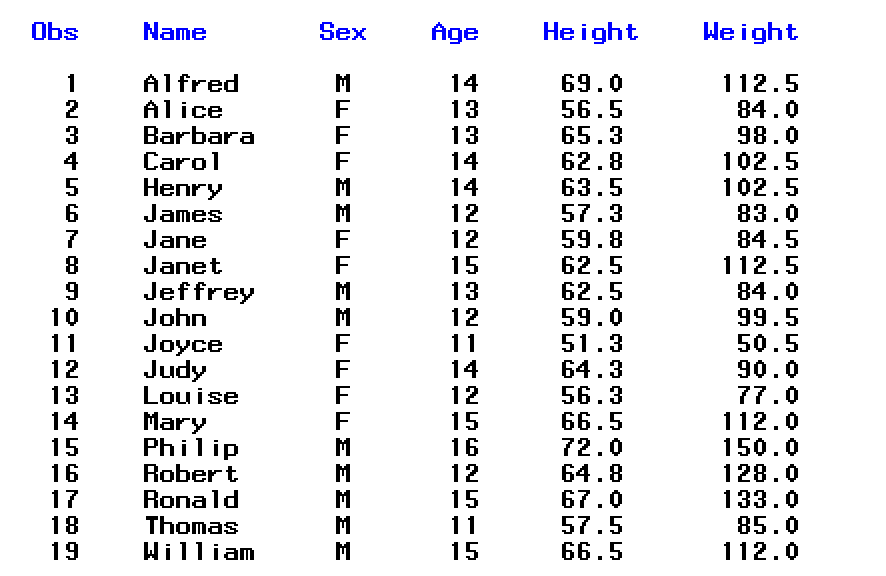 Obs Name Sex Age Height Weight
1 Alfred M 14 69.0 112.5
2 Alice F 13 56.5 84.0
3 Barbara F 13 65.3 98.0
4 Carol F 14 62.8 102.5
5 Henry M 14 63.5 102.5
6 James M 12 57.3 83.0
7 Jane F 12 59.8 84.5
8 Janet F 15 62.5 112.5
9 Jeffrey M 13 62.5 84.0
10 John M 12 59.0 99.5
11 Joyce F 11 51.3 50.5
12 Judy F 14 64.3 90.0
13 Louise F 12 56.3 77.0
14 Mary F 15 66.5 112.0
15 Philip M 16 72.0 150.0
16 Robert M 12 64.8 128.0
17 Ronald M 15 67.0 133.0
18 Thomas M 11 57.5 85.0
19 William M 15 66.5 112.0